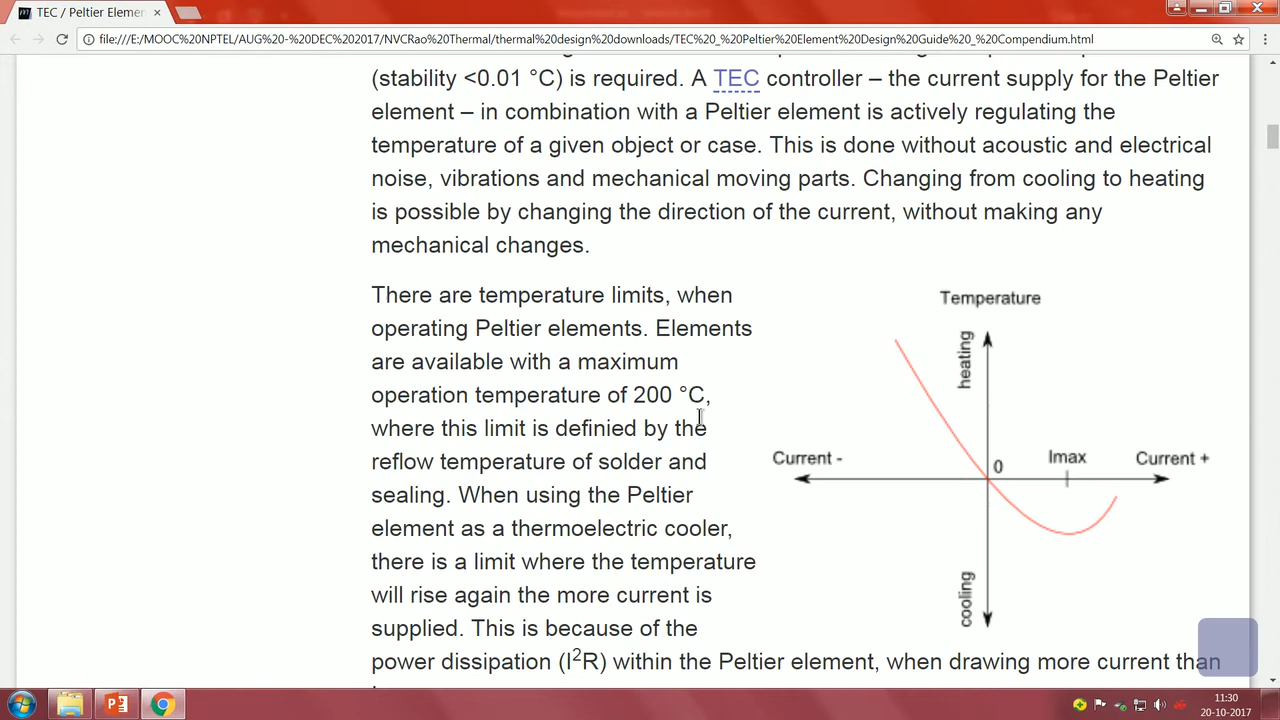 TEC / Peltier Elemen
file:///E:/MOOC%20NPTEL/AUG%20-%20DEC%202017/NVCRao%20Thermal/thermal%20design%20downloads/TEC%20_%20Peltier%20Element%20Design%20Guide%20_%20Compendium.html
(stability <0.01 °C) is required. A TEC controller – the current supply for the Peltier
element – in combination with a Peltier element is actively regulating the
temperature of a given object or case. This is done without acoustic and electrical
noise, vibrations and mechanical moving parts. Changing from cooling to heating
is possible by changing the direction of the current, without making any
mechanical changes.
There are temperature limits, when
operating Peltier elements. Elements
are available with a maximum
operation temperature of 200 °C,
where this limit is definied by the
reflow temperature of solder and
sealing. When using the Peltier
element as a thermoelectric cooler,
there is a limit where the temperature
will rise again the more current is
supplied. This is because of the
power dissipation (I²R) within the Peltier element, when drawing more current than
Temperature
heating
Current -
0
Imax
Current +
cooling
11:30
20-10-2017